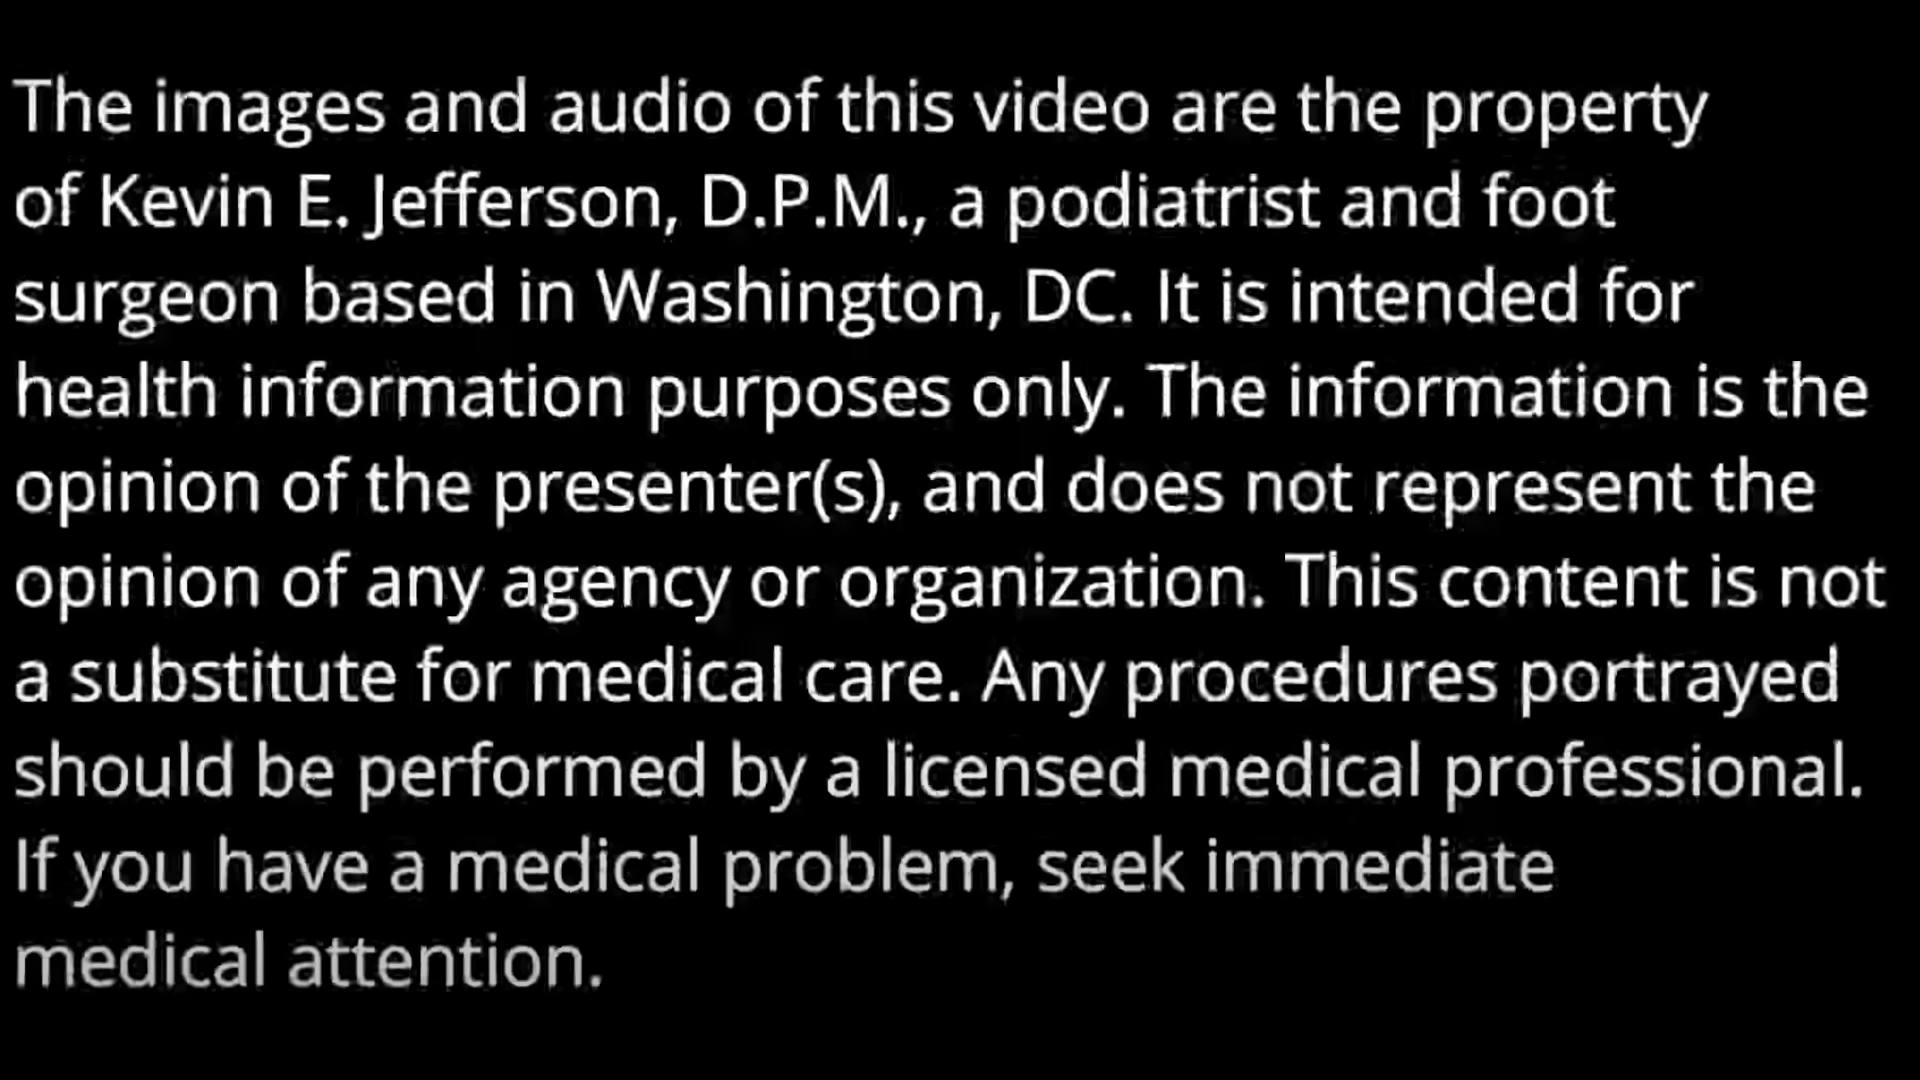 The images and audio of this video are the property
of Kevin E. Jefferson, D.P.M., a podiatrist and foot
surgeon based in Washington, DC. It is intended for
health information purposes only. The information is the
opinion of the presenter(s), and does not represent the
opinion of any agency or organization. This content is not
a substitute for medical care. Any procedures portrayed
should be performed by a licensed medical professional.
If you have a medical problem, seek immediate
medical attention.